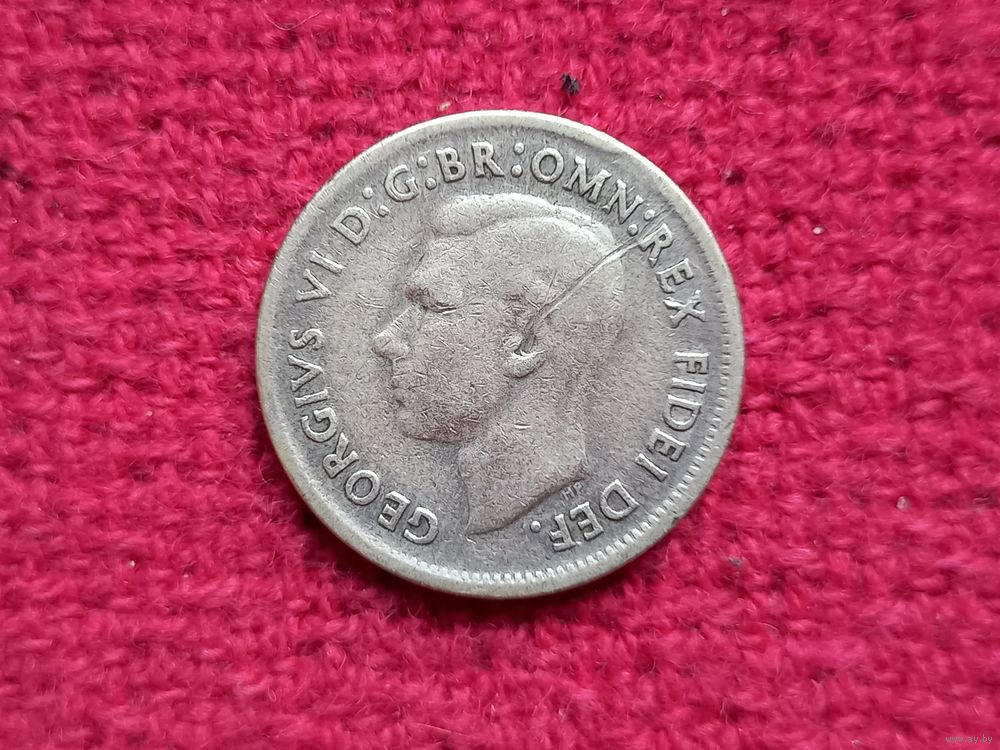 GEORGIVS VI D:G:BR:OMN:REX FIDEI DEF.
HP
www.ay.by